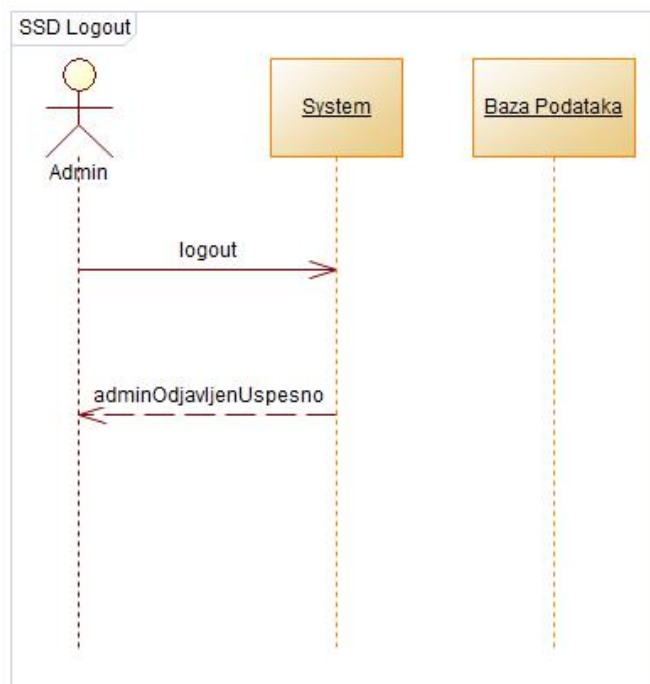 SSD Logout
System
Baza Podataka
Admin
logout
adminOdjavljenUspesno